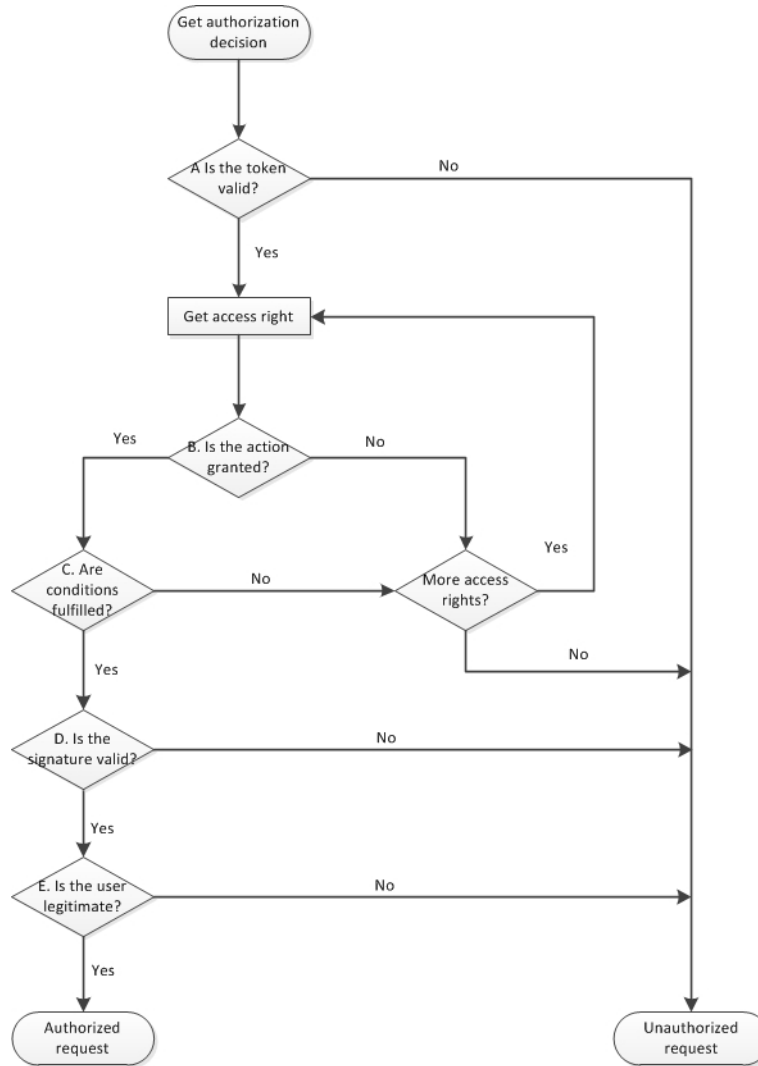 Get authorization
decision
A Is the token
valid?
No
Yes
Get access right
Yes
B. Is the action
granted?
No
C. Are
conditions
fulfilled?
No
More access
rights?
Yes
No
Yes
D. Is the
signature valid?
No
Yes
E. Is the user
legitimate?
No
Yes
Authorized
request
Unauthorized
request